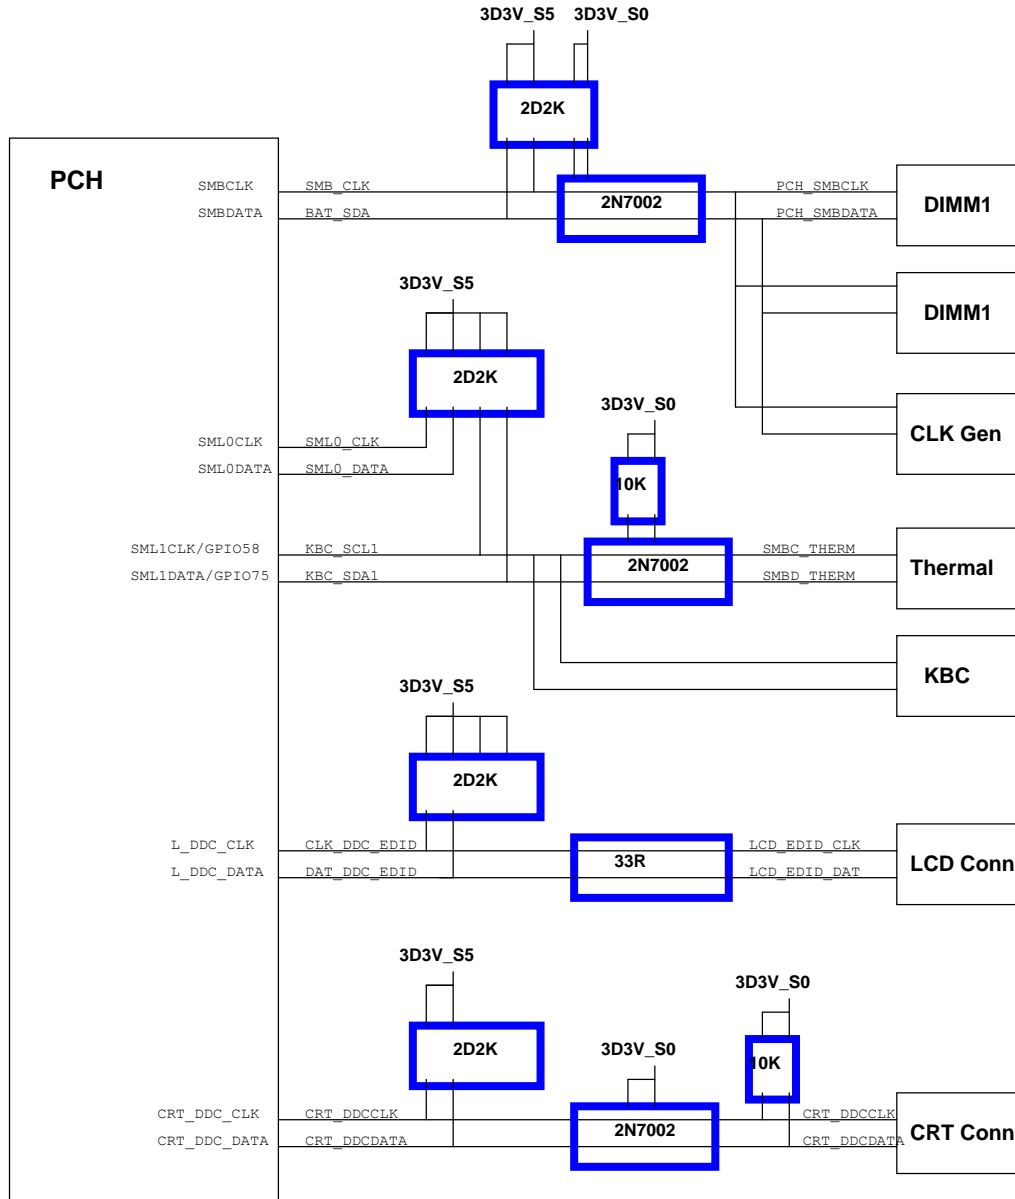 3D3V_S5 3D3V_S0
2D2K
PCH
SMBCLK SMB_CLK 2N7002 PCH_SMBCLK
SMBDATA BAT_SDA PCH_SMBDATA
DIMM1
3D3V_S5
DIMM1
2D2K
3D3V_S0
CLK Gen
SML0CLK SML0_CLK
SML0DATA SML0_DATA
10K
SML1CLK/GPIO58 KBC_SCL1 2N7002 SMBC_THERM
SML1DATA/GPIO75 KBC_SDA1 SMBD_THERM
Thermal
KBC
3D3V_S5
2D2K
L_DDC_CLK CLK_DDC_EDID 33R LCD_EDID_CLK
L_DDC_DATA DAT_DDC_EDID LCD_EDID_DAT
LCD Conn
3D3V_S5
3D3V_S0
2D2K 3D3V_S0 10K
CRT_DDC_CLK CRT_DDCCLK 2N7002 CRT_DDCCLK
CRT_DDC_DATA CRT_DDCDATA CRT_DDCDATA
CRT Conn